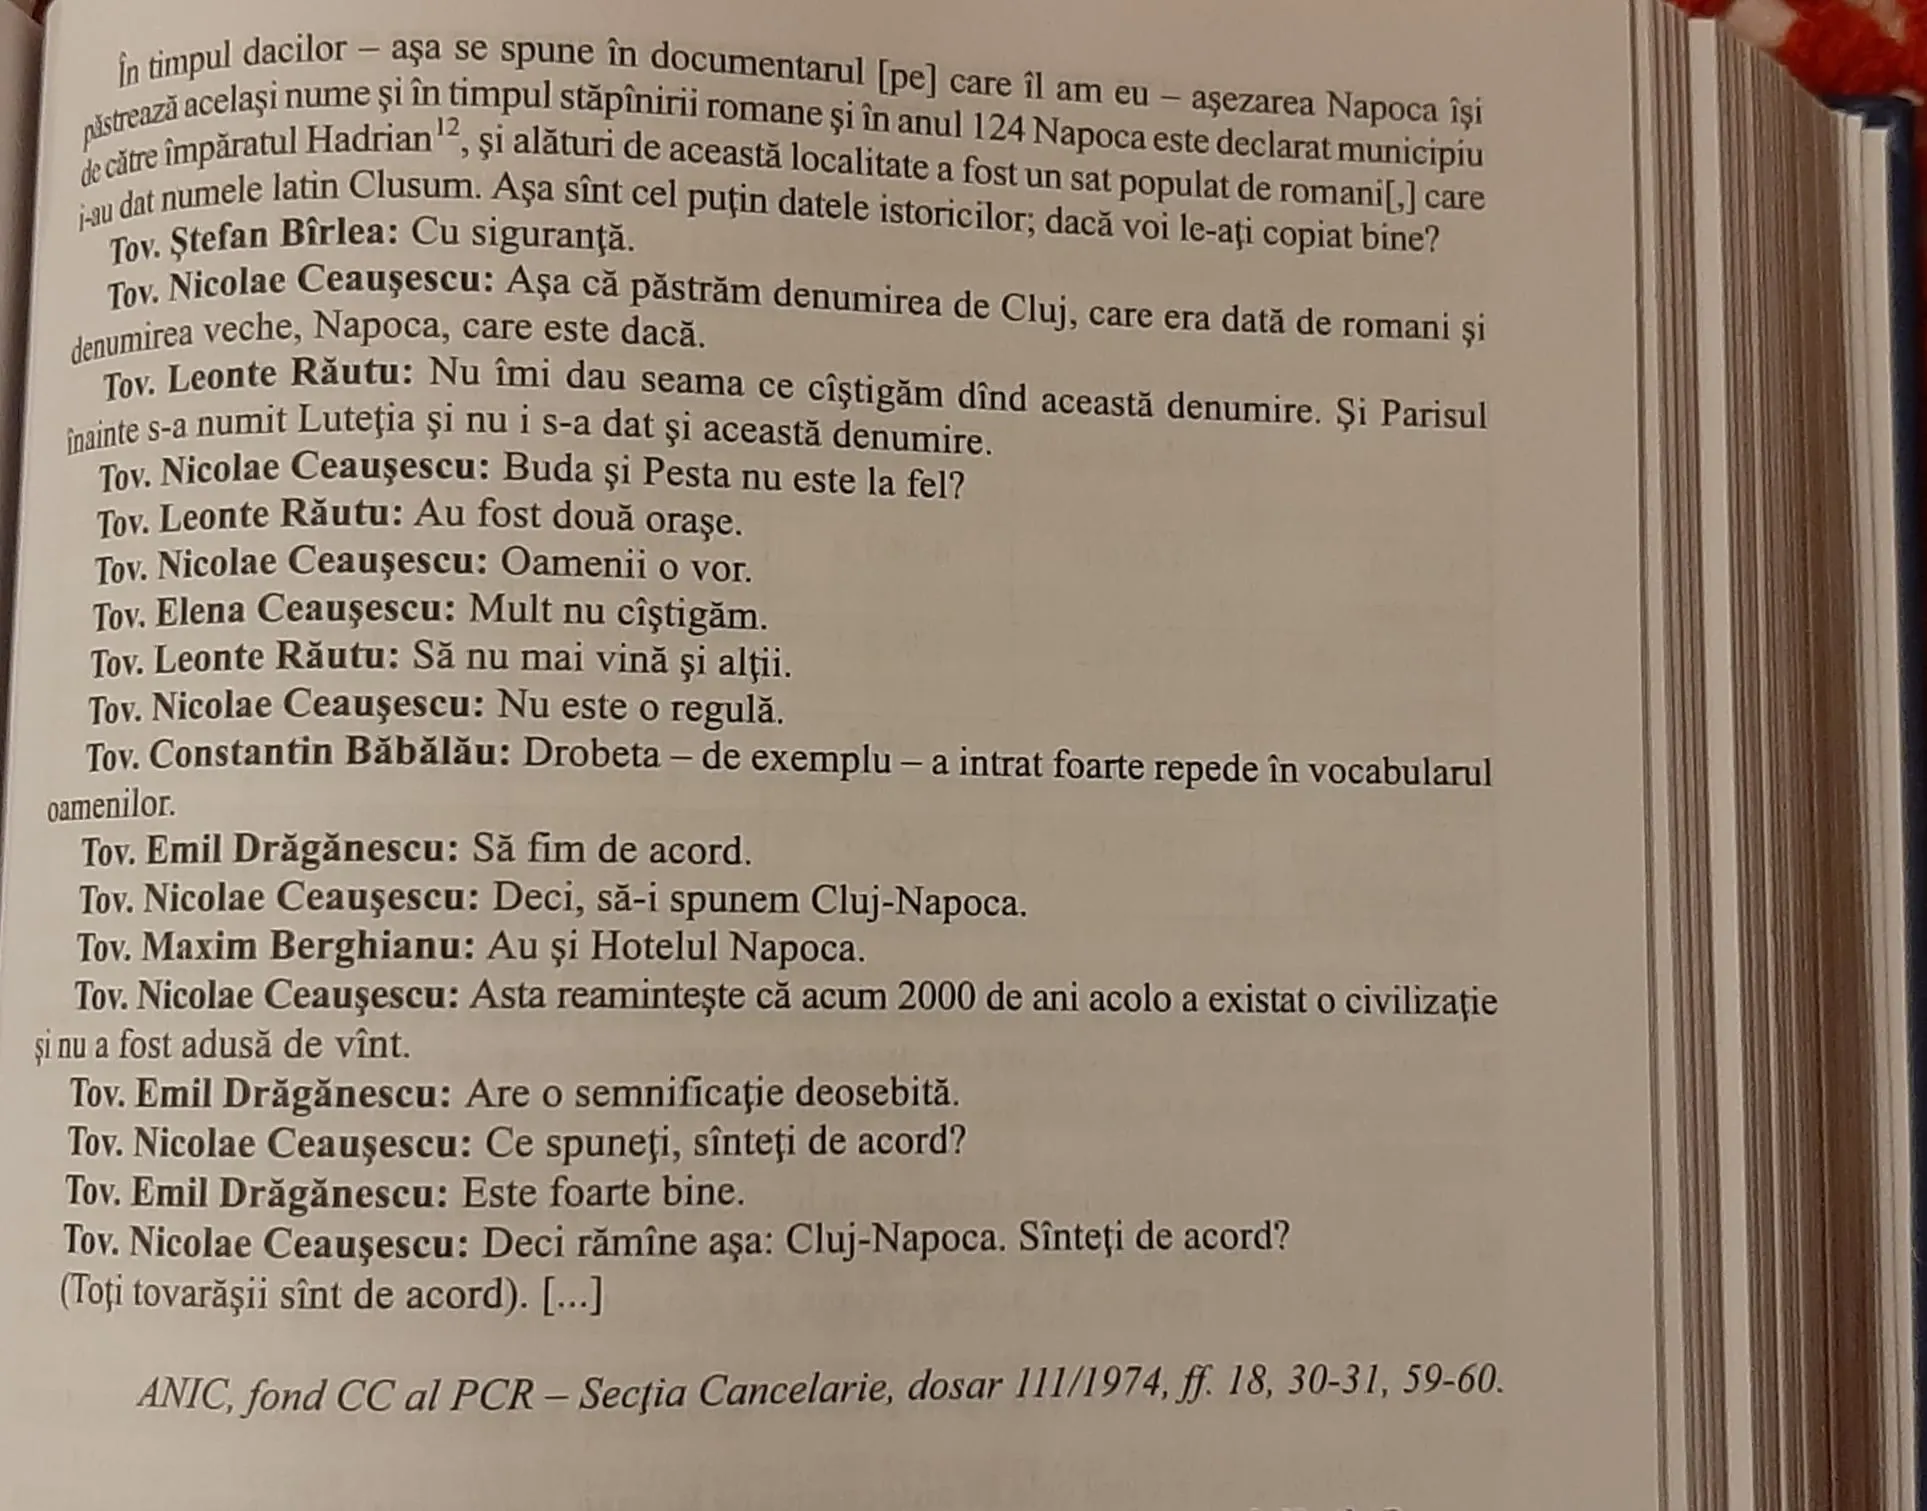 În timpul dacilor – aşa se spune în documentarul [pe] care îl am eu – aşezarea Napoca îşi
păstrează acelaşi nume şi în timpul stăpînirii romane şi în anul 124 Napoca este declarat municipiu
de către împăratul Hadrian12, şi alături de această localitate a fost un sat populat de romani[,] care
i-au dat numele latin Clusum. Aşa sînt cel puţin datele istoricilor; dacă voi le-aţi copiat bine?
Tov. Ştefan Bîrlea: Cu siguranţă.
Tov. Nicolae Ceauşescu: Aşa că păstrăm denumirea de Cluj, care era dată de romani şi
denumirea veche, Napoca, care este dacă.
Tov. Leonte Răutu: Nu îmi dau seama ce cîştigăm dînd această denumire. Şi Parisul
înainte s-a numit Luteţia şi nu i s-a dat şi această denumire.
Tov. Nicolae Ceauşescu: Buda şi Pesta nu este la fel?
Tov. Leonte Răutu: Au fost două oraşe.
Tov. Nicolae Ceauşescu: Oamenii o vor.
Tov. Elena Ceauşescu: Mult nu cîştigăm.
Tov. Leonte Răutu: Să nu mai vină şi alţii.
Tov. Nicolae Ceauşescu: Nu este o regulă.
Tov. Constantin Băbălău: Drobeta – de exemplu – a intrat foarte repede în vocabularul
oamenilor.
Tov. Emil Drăgănescu: Să fim de acord.
Tov. Nicolae Ceauşescu: Deci, să-i spunem Cluj-Napoca.
Tov. Maxim Berghianu: Au şi Hotelul Napoca.
Tov. Nicolae Ceauşescu: Asta reaminteşte că acum 2000 de ani acolo a existat o civilizaţie
şi nu a fost adusă de vînt.
Tov. Emil Drăgănescu: Are o semnificaţie deosebită.
Tov. Nicolae Ceauşescu: Ce spuneţi, sînteţi de acord?
Tov. Emil Drăgănescu: Este foarte bine.
Tov. Nicolae Ceauşescu: Deci rămîne aşa: Cluj-Napoca. Sînteţi de acord?
(Toţi tovarăşii sînt de acord). [...]
ANIC, fond CC al PCR – Secţia Cancelarie, dosar 111/1974, ff. 18, 30-31, 59-60.